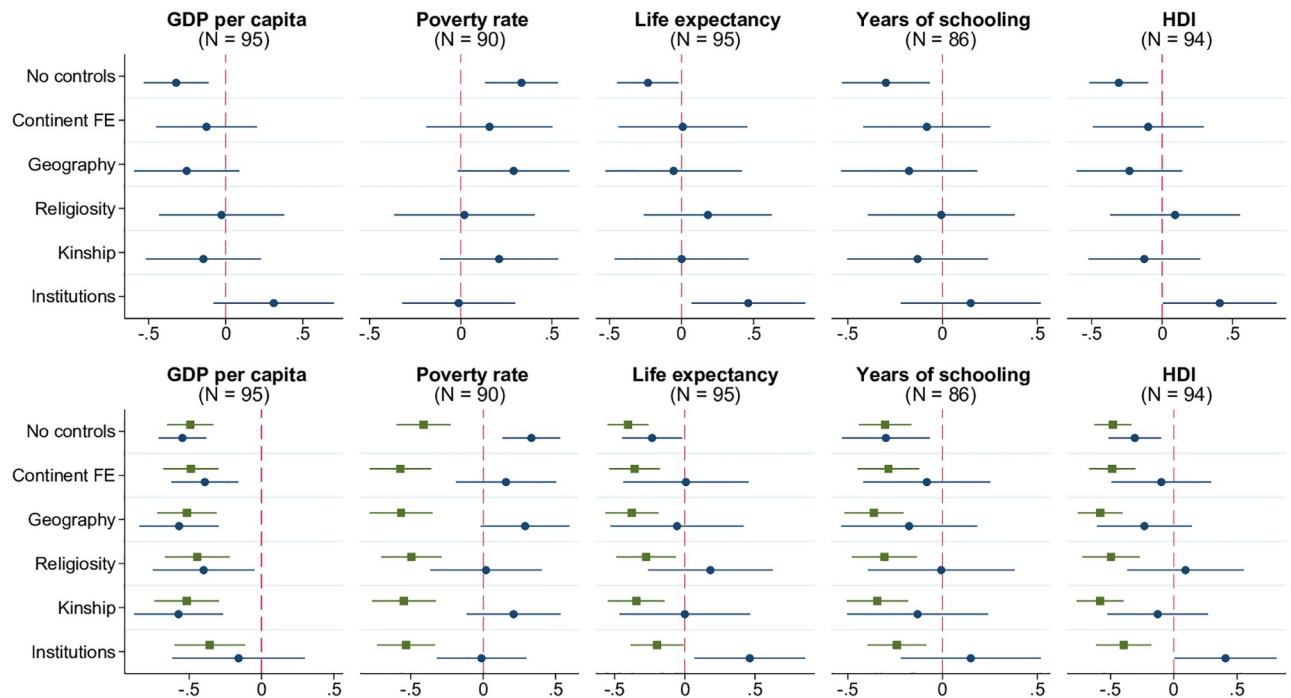 GDP per capita Poverty rate Life expectancy Years of schooling HDI
(N = 95) (N = 90) (N = 95) (N = 86) (N = 94)
No controls
Continent FE
Geography
Religiosity
Kinship
Institutions
-.5 0 .5 -.5 0 .5 -.5 0 .5 -.5 0 .5 -.5 0 .5
GDP per capita Poverty rate Life expectancy Years of schooling HDI
(N = 95) (N = 90) (N = 95) (N = 86) (N = 94)
No controls
Continent FE
Geography
Religiosity
Kinship
Institutions
-.5 0 .5 -.5 0 .5 -.5 0 .5 -.5 0 .5 -.5 0 .5